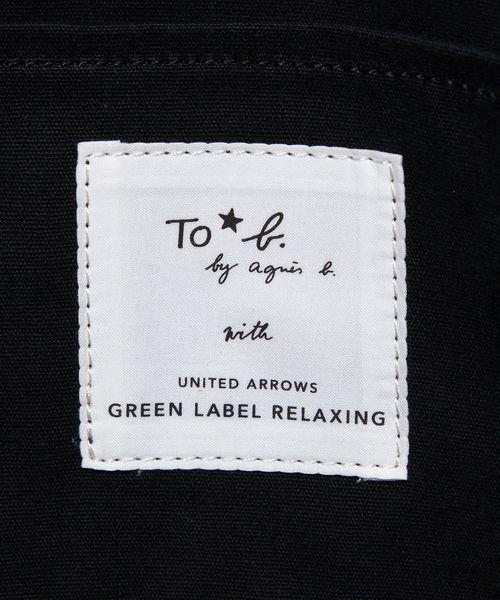 TO★b.
by agnès b.
with
UNITED ARROWS
GREEN LABEL RELAXING